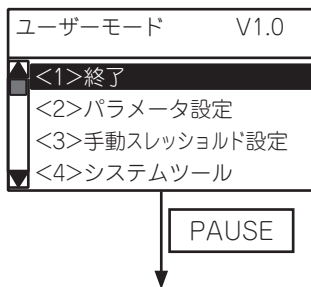 ユーザーモード V1.0
<1>終了
<2>パラメータ設定
<3>手動スレッショルド設定
<4>システムツール
PAUSE